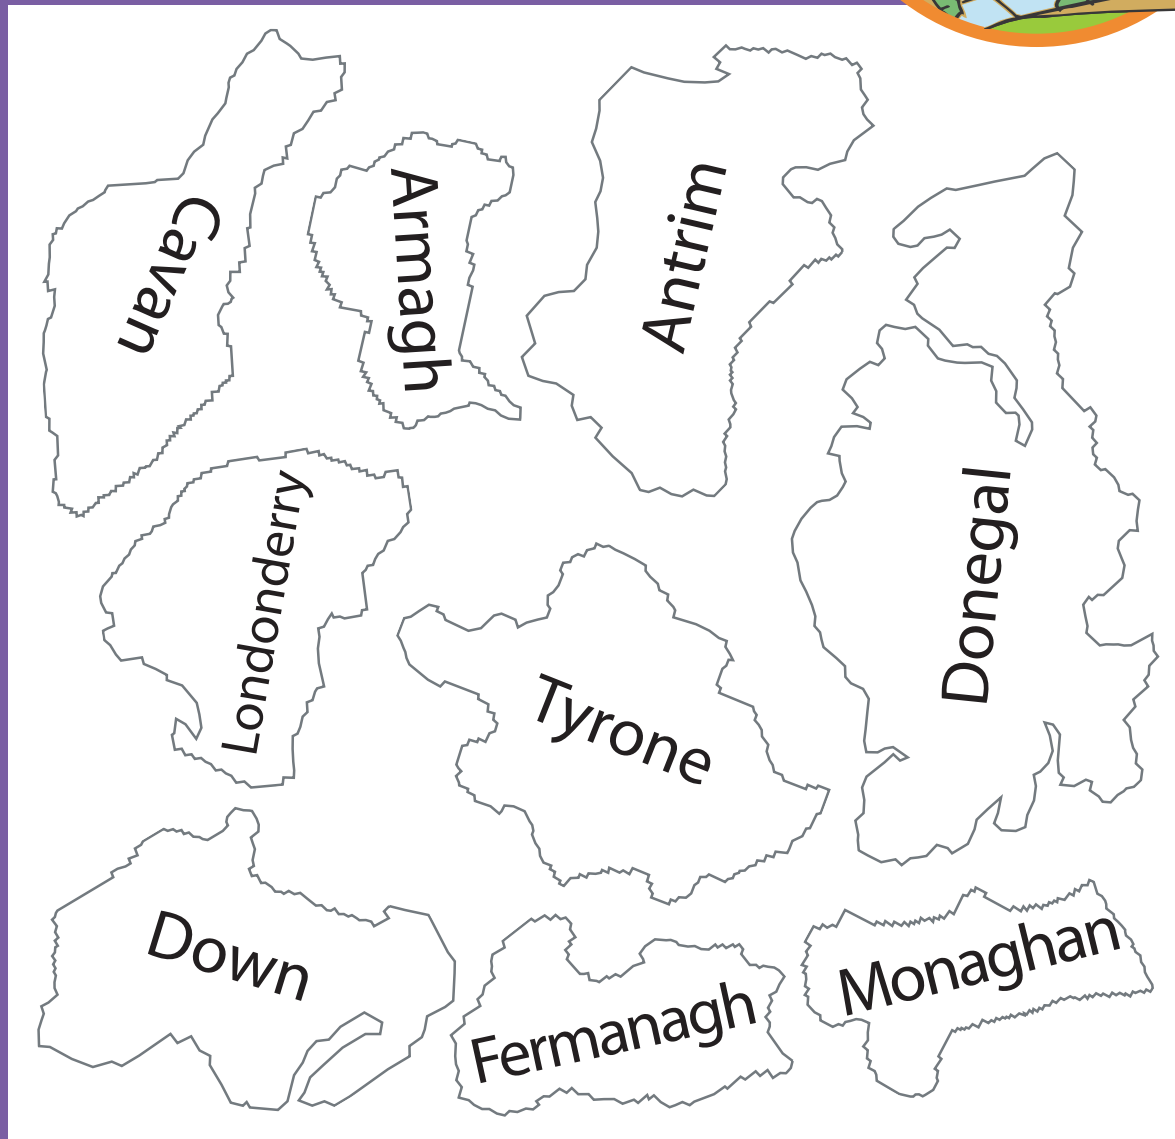 Cavan
Armagh
Antrim
Donegal
Londonderry
Tyrone
Down
Fermanagh
Monaghan